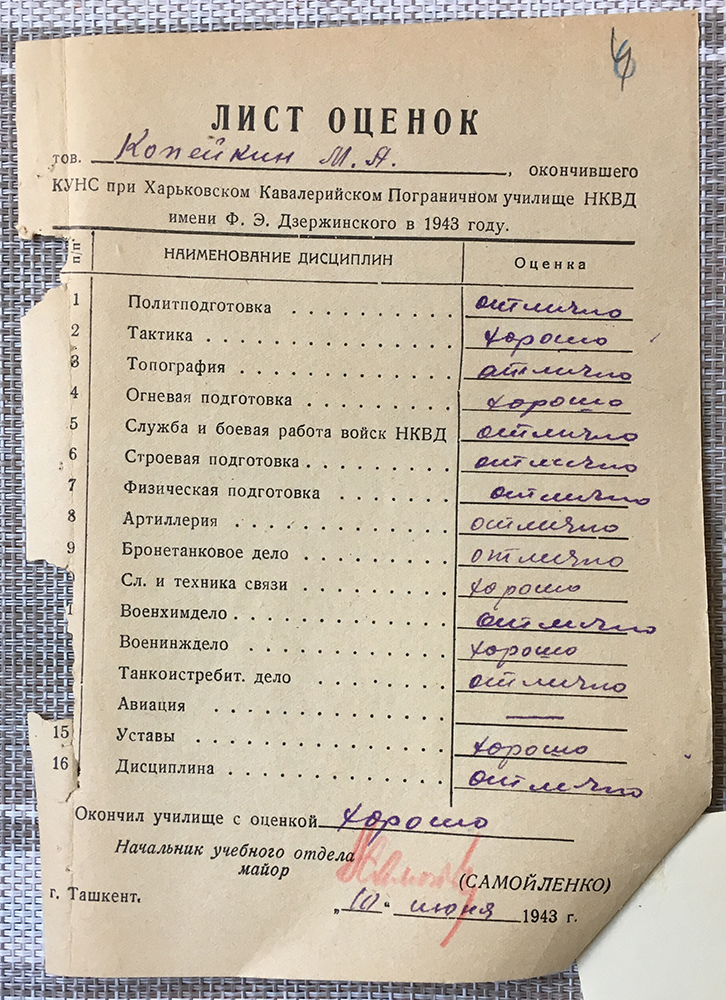 ЛИСТ ОЦЕНОК
тов. Копейкин М. А., окончившего
КУНС при Харьковском Кавалерийском Пограничном училище НКВД
имени Ф. Э. Дзержинского в 1943 году.
НАИМЕНОВАНИЕ ДИСЦИПЛИН Оценка
1 Политподготовка отлично
2 Тактика хорошо
3 Топография отлично
4 Огневая подготовка хорошо
5 Служба и боевая работа войск НКВД отлично
6 Строевая подготовка отлично
7 Физическая подготовка отлично
8 Артиллерия отлично
9 Бронетанковое дело отлично
Сл. и техника связи хорошо
Военхимдело отлично
Военинждело хорошо
Танкоистребит. дело отлично
Авиация —
15 Уставы хорошо
16 Дисциплина отлично
Окончил училище с оценкой хорошо
Начальник учебного отдела
майор
(САМОЙЛЕНКО)
г. Ташкент. „10“ июня 1943 г.